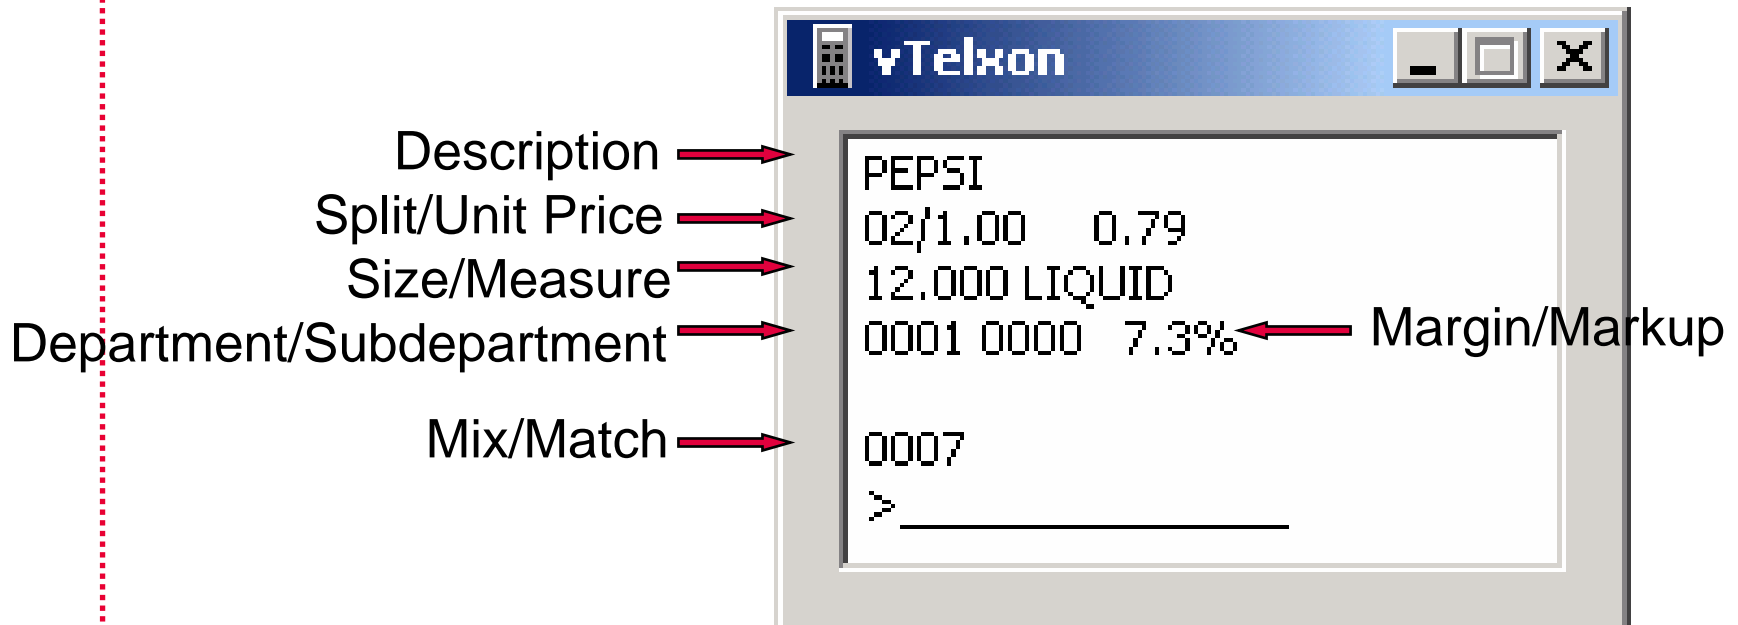 vTelxon
Description
PEPSI
Split/Unit Price
02/1.00 0.79
Size/Measure
12.000 LIQUID
Department/Subdepartment
0001 0000 7.3%
Margin/Markup
Mix/Match
0007
>